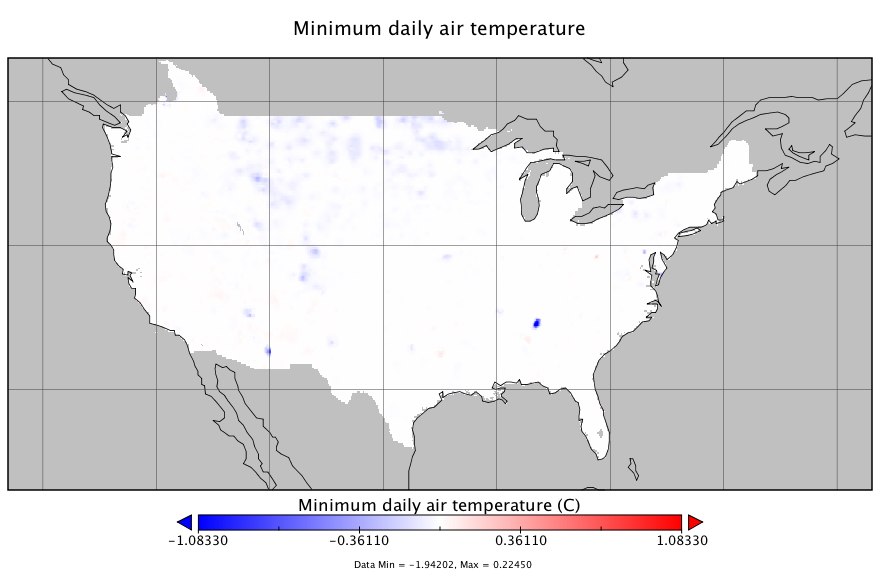 Minimum daily air temperature
Minimum daily air temperature (C)
−1.08330 −0.36110 0.36110 1.08330
Data Min = −1.94202, Max = 0.22450